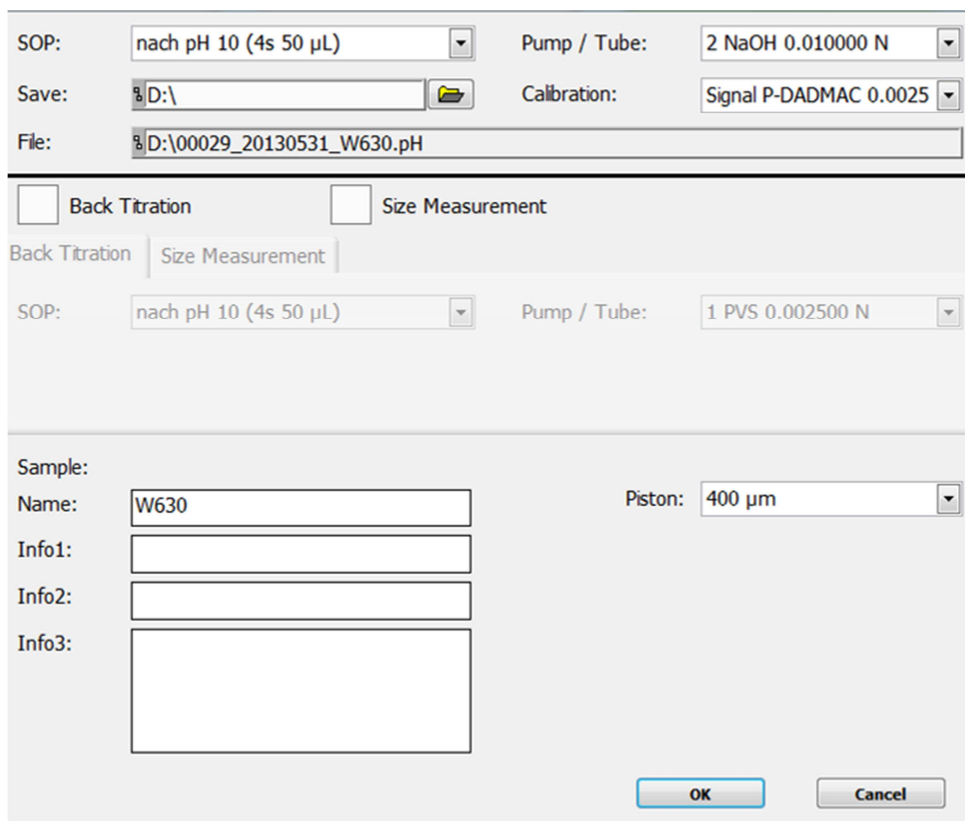 SOP: nach pH 10 (4s 50 µL) Pump / Tube: 2 NaOH 0.010000 N
Save: D:\ Calibration: Signal P-DADMAC 0.0025
File: D:\00029_20130531_W630.pH
Back Titration Size Measurement
Back Titration Size Measurement
SOP: nach pH 10 (4s 50 µL) Pump / Tube: 1 PVS 0.002500 N
Sample:
Name: W630 Piston: 400 µm
Info1:
Info2:
Info3:
OK Cancel